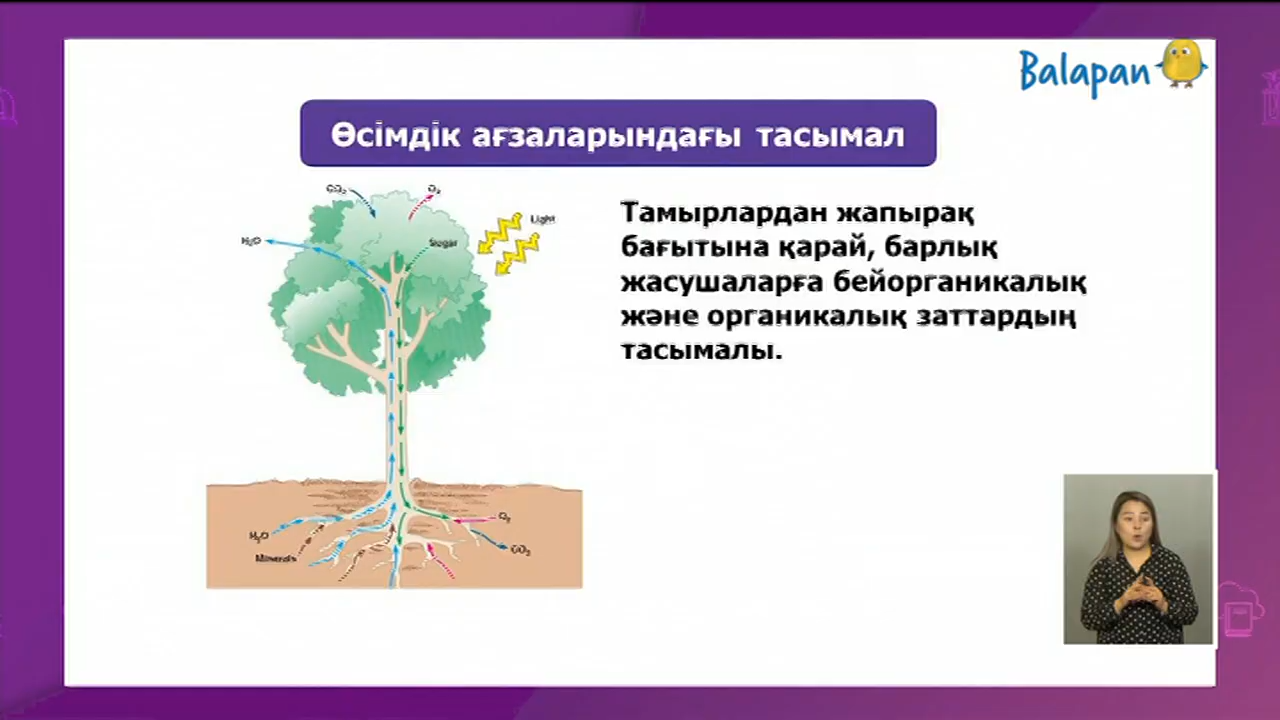 Balapan
Өсімдік ағзаларындағы тасымал
CO₂
O₂
Light
H₂O
Sugar
Тамырлардан жапырақ
бағытына қарай, барлық
жасушаларға бейорганикалық
және органикалық заттардың
тасымалы.
O₂
H₂O
CO₂
Minerals